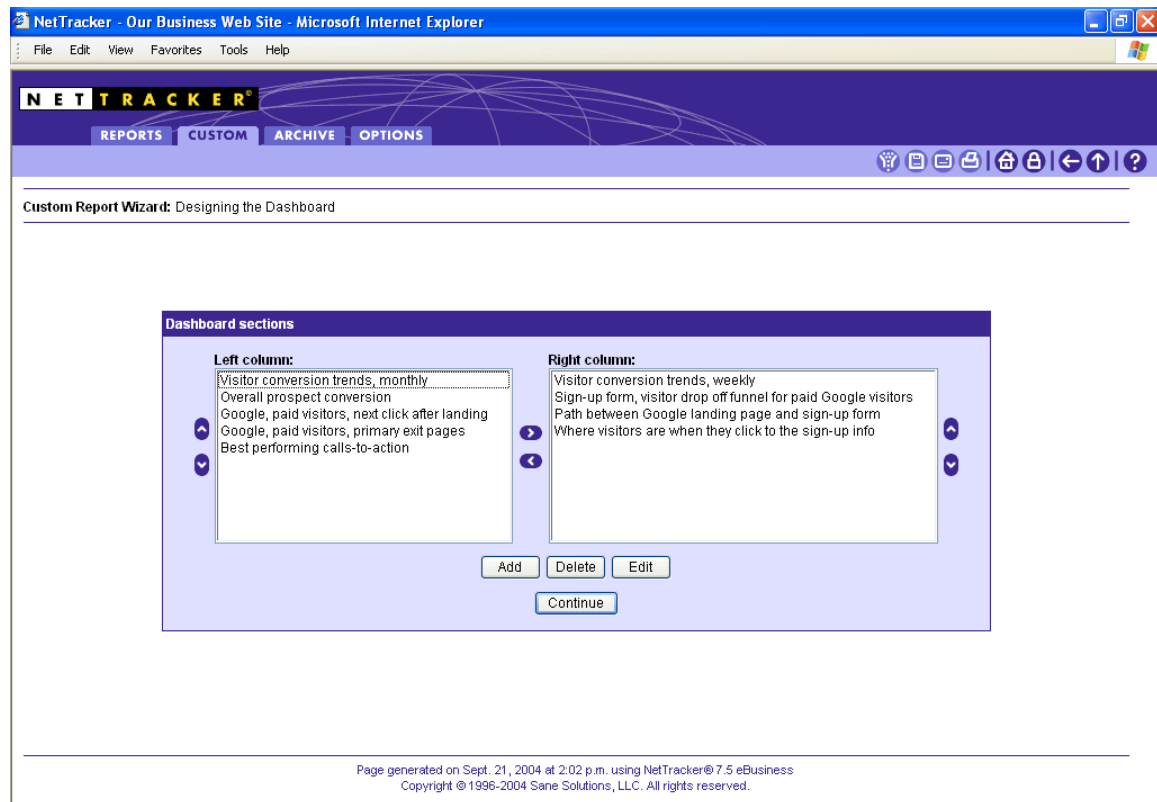 NetTracker - Our Business Web Site - Microsoft Internet Explorer
File Edit View Favorites Tools Help
NETTRACKER®
REPORTS CUSTOM ARCHIVE OPTIONS
Custom Report Wizard: Designing the Dashboard
Dashboard sections
Left column:
Visitor conversion trends, monthly
Overall prospect conversion
Google, paid visitors, next click after landing
Google, paid visitors, primary exit pages
Best performing calls-to-action
Right column:
Visitor conversion trends, weekly
Sign-up form, visitor drop off funnel for paid Google visitors
Path between Google landing page and sign-up form
Where visitors are when they click to the sign-up info
Add Delete Edit
Continue
Page generated on Sept. 21, 2004 at 2:02 p.m. using NetTracker® 7.5 eBusiness
Copyright © 1996-2004 Sane Solutions, LLC. All rights reserved.